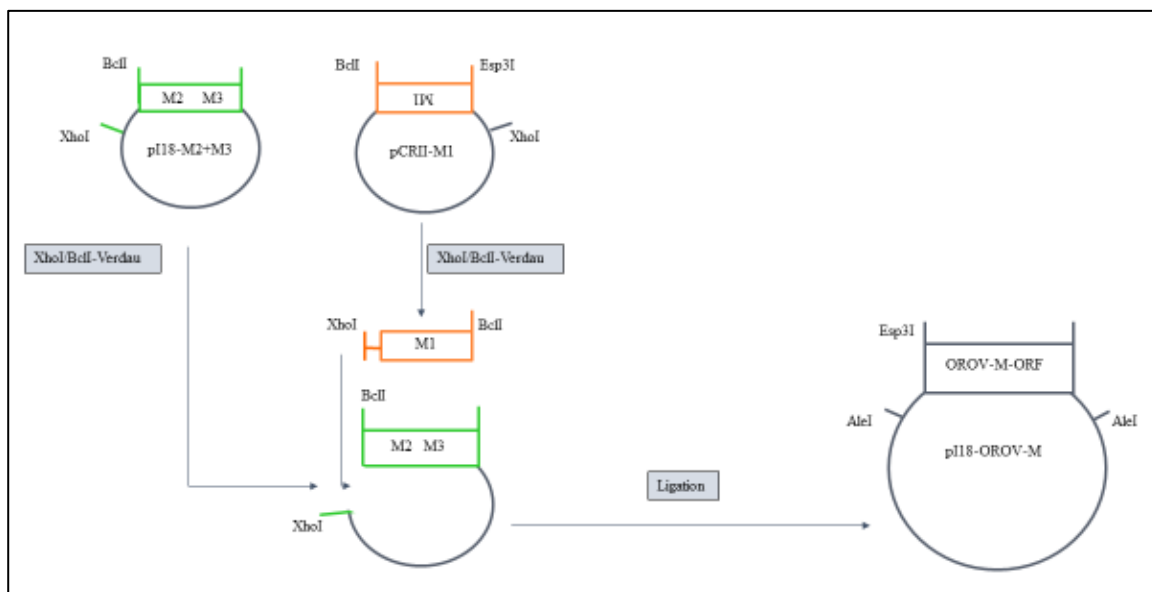 BclI
M2 M3
XhoI
pI18-M2+M3
BclI
Esp3I
M1
XhoI
pCRII-M1
XhoI/BclI-Verdau
XhoI/BclI-Verdau
XhoI
BclI
M1
BclI
M2 M3
XhoI
Ligation
Esp3I
OROV-M-ORF
AleI
AleI
pI18-OROV-M